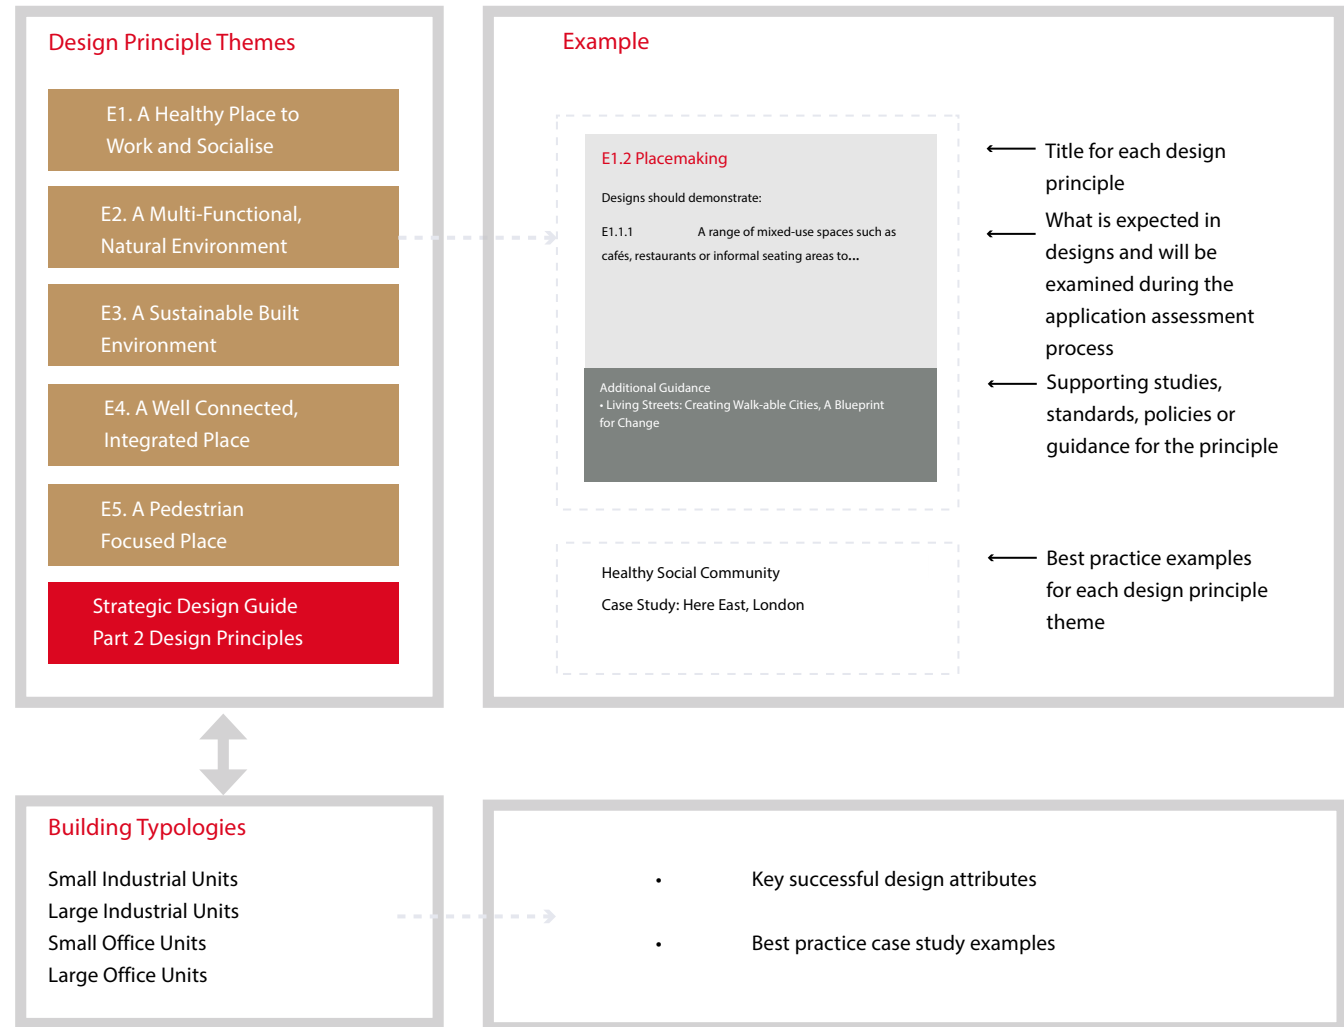 Design Principle Themes
E1. A Healthy Place to
Work and Socialise
E2. A Multi-Functional,
Natural Environment
E3. A Sustainable Built
Environment
E4. A Well Connected,
Integrated Place
E5. A Pedestrian
Focused Place
Strategic Design Guide
Part 2 Design Principles
Example
E1.2 Placemaking
Designs should demonstrate:
E1.1.1 A range of mixed-use spaces such as
cafés, restaurants or informal seating areas to...
Additional Guidance
• Living Streets: Creating Walk-able Cities, A Blueprint
for Change
Healthy Social Community
Case Study: Here East, London
Title for each design
principle
What is expected in
designs and will be
examined during the
application assessment
process
Supporting studies,
standards, policies or
guidance for the principle
Best practice examples
for each design principle
theme
Building Typologies
Small Industrial Units
Large Industrial Units
Small Office Units
Large Office Units
• Key successful design attributes
• Best practice case study examples